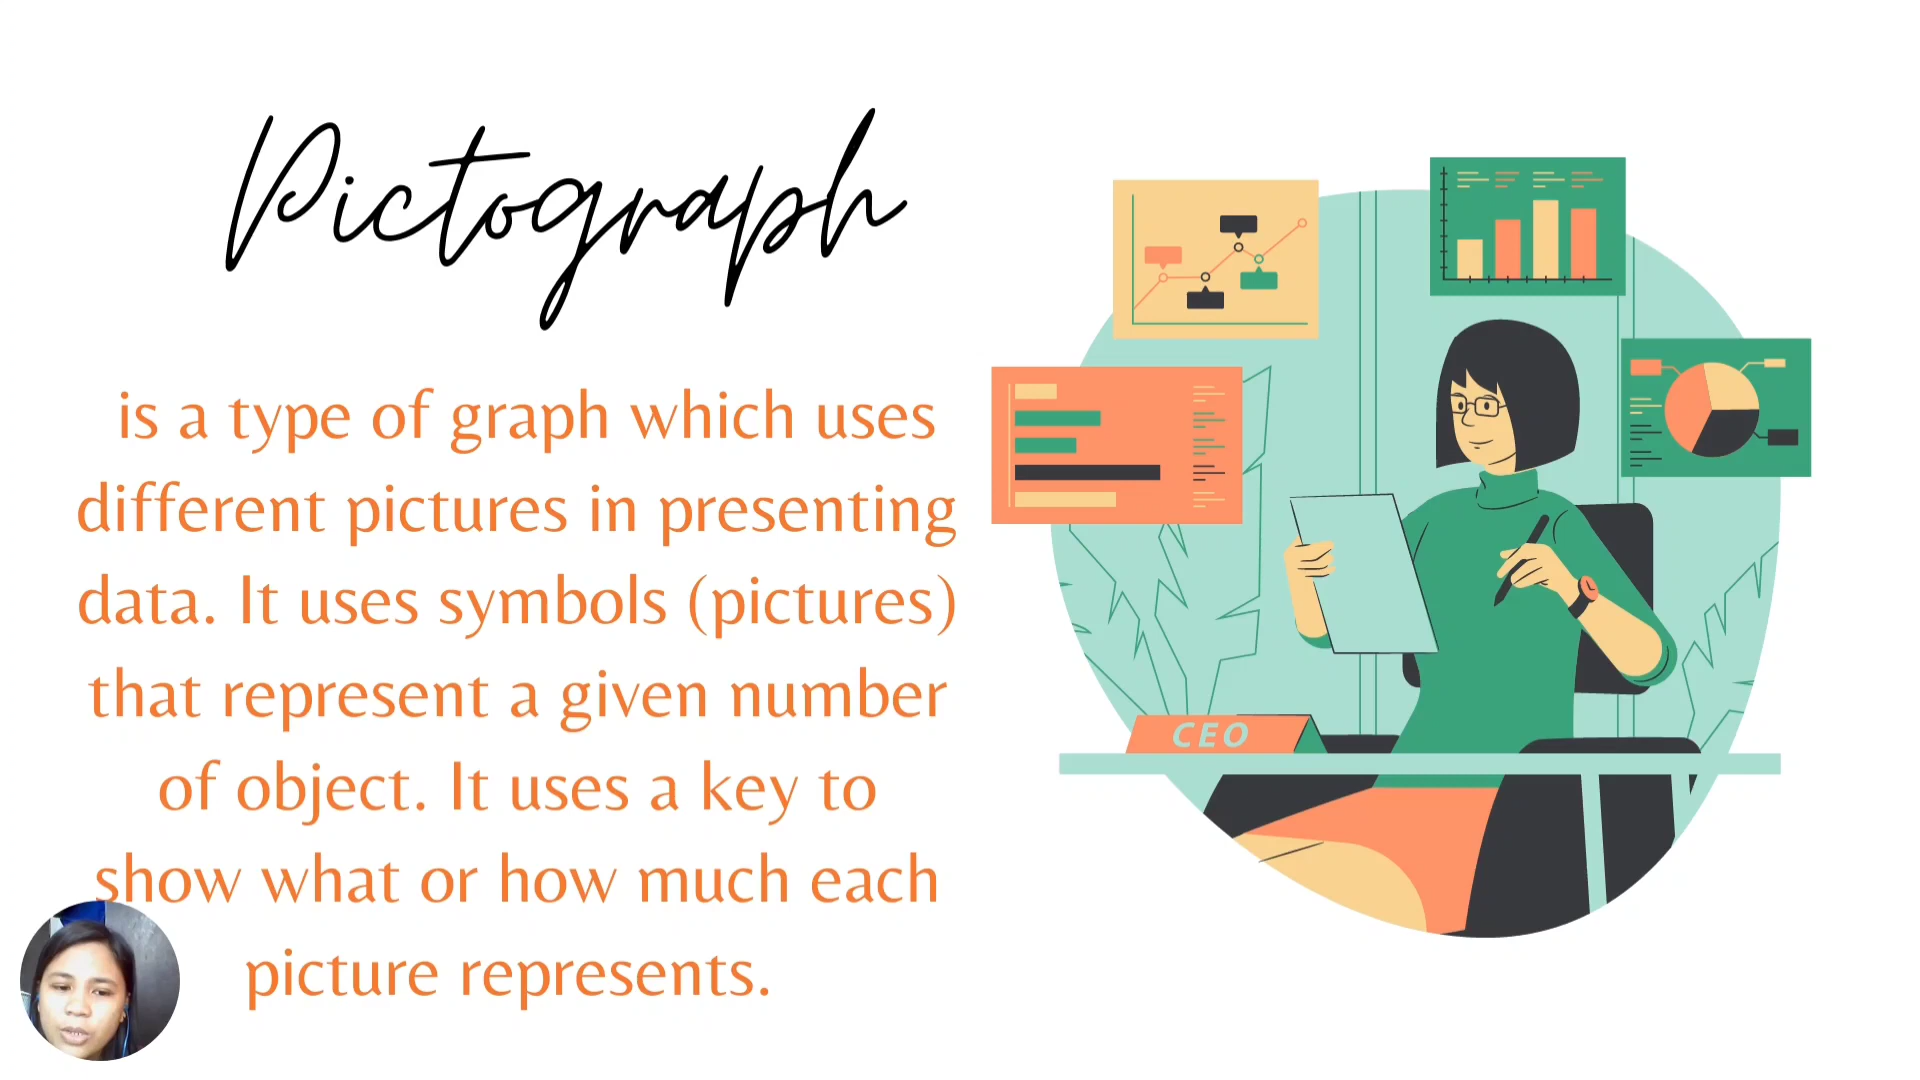 Pictograph
is a type of graph which uses
different pictures in presenting
data. It uses symbols (pictures)
that represent a given number
of object. It uses a key to
show what or how much each
picture represents.
CEO